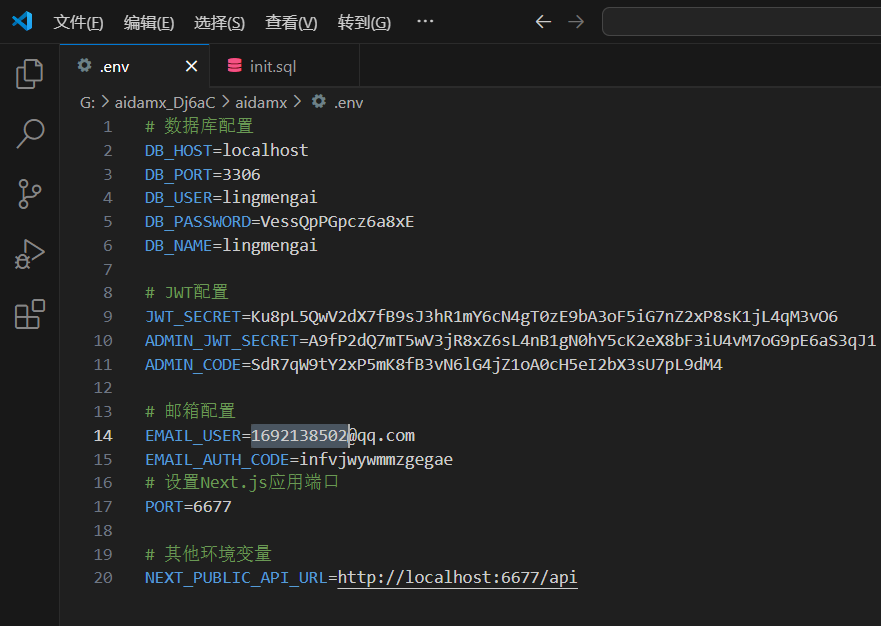 文件(F) 编辑(E) 选择(S) 查看(V) 转到(G) ···
.env init.sql
G: > aidamx_Dj6aC > aidamx > .env
1 # 数据库配置
2 DB_HOST=localhost
3 DB_PORT=3306
4 DB_USER=lingmengai
5 DB_PASSWORD=VessQpPGpcz6a8xE
6 DB_NAME=lingmengai
7
8 # JWT配置
9 JWT_SECRET=Ku8pL5QwV2dX7fB9sJ3hR1mY6cN4gT0zE9bA3oF5iG7nZ2xP8sK1jL4qM3vO6
10 ADMIN_JWT_SECRET=A9fP2dQ7mT5wV3jR8xZ6sL4nB1gN0hY5cK2eX8bF3iU4vM7oG9pE6aS3qJ1
11 ADMIN_CODE=SdR7qW9tY2xP5mK8fB3vN6lG4jZ1oA0cH5eI2bX3sU7pL9dM4
12
13 # 邮箱配置
14 EMAIL_USER=1692138502@qq.com
15 EMAIL_AUTH_CODE=infvjwywmmzgegae
16 # 设置Next.js应用端口
17 PORT=6677
18
19 # 其他环境变量
20 NEXT_PUBLIC_API_URL=http://localhost:6677/api